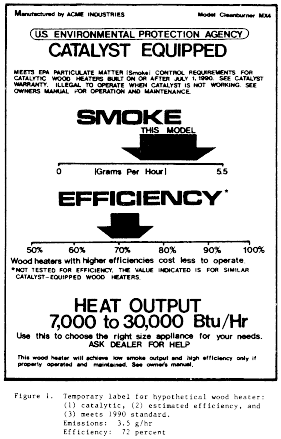 Manufactured by ACME INDUSTRIES Model Cleanburner MX4
U.S. ENVIRONMENTAL PROTECTION AGENCY
CATALYST EQUIPPED
MEETS EPA PARTICULATE MATTER (Smoke) CONTROL REQUIREMENTS FOR
CATALYTIC WOOD HEATERS BUILT ON OR AFTER JULY 1, 1990. SEE CATALYST
WARRANTY. ILLEGAL TO OPERATE WHEN CATALYST IS NOT WORKING. SEE
OWNERS MANUAL FOR OPERATION AND MAINTENANCE.
SMOKE
THIS MODEL
0 (Grams Per Hour) 5.5
EFFICIENCY*
50% 60% 70% 80% 90% 100%
Wood heaters with higher efficiencies cost less to operate.
*NOT TESTED FOR EFFICIENCY. THE VALUE INDICATED IS FOR SIMILAR
CATALYST-EQUIPPED WOOD HEATERS.
HEAT OUTPUT
7,000 to 30,000 Btu/Hr
Use this to choose the right size appliance for your needs.
ASK DEALER FOR HELP
This wood heater will achieve low smoke output and high efficiency only if
properly operated and maintained. See owner's manual.
Figure 1. Temporary label for hypothetical wood heater:
(1) catalytic, (2) estimated efficiency, and
(3) meets 1990 standard.
Emissions: 3.5 g/hr
Efficiency: 72 percent